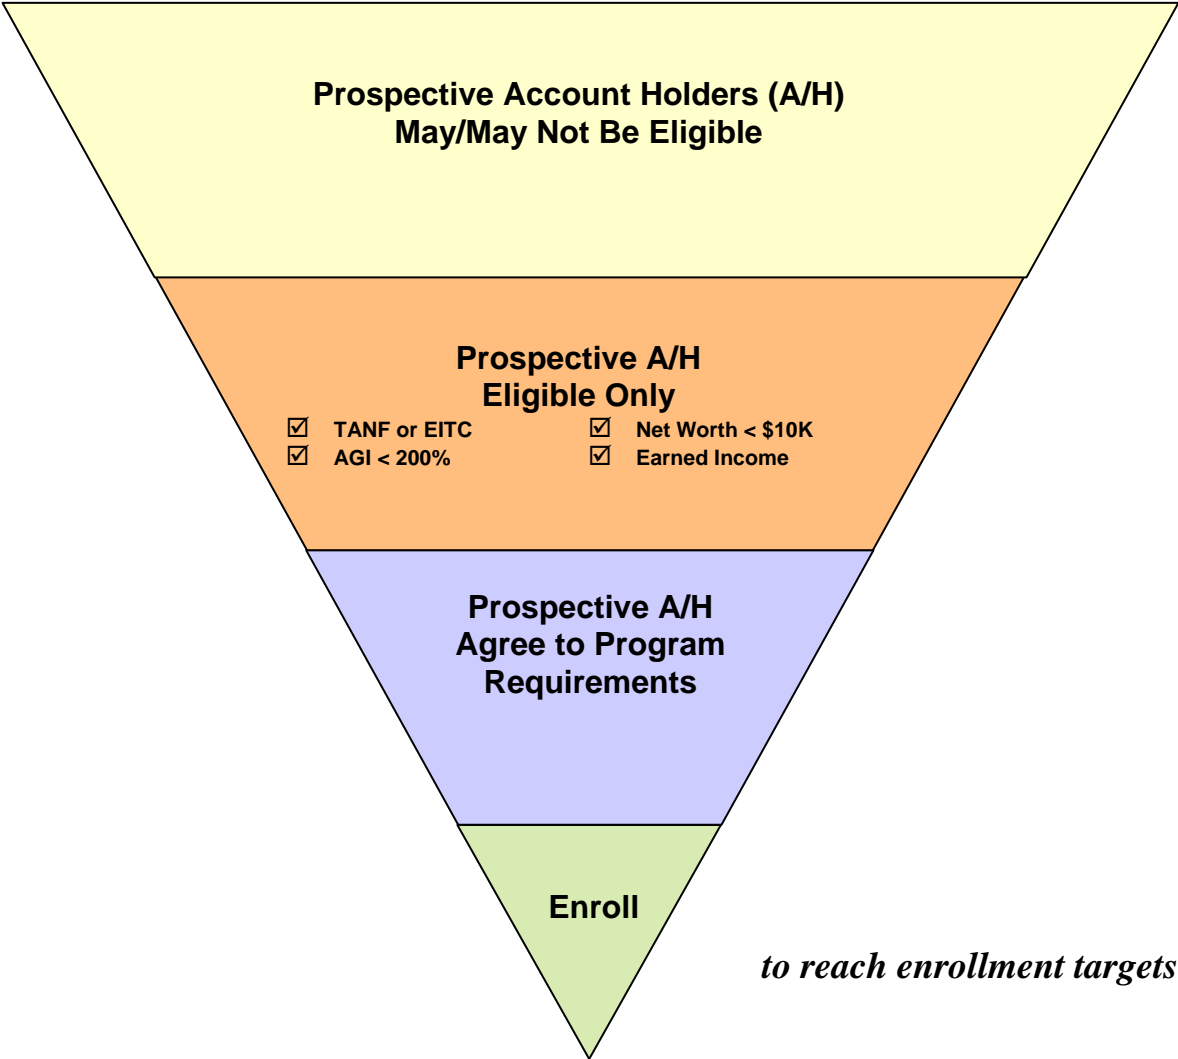 Prospective Account Holders (A/H)
May/May Not Be Eligible
Prospective A/H
Eligible Only
☑ TANF or EITC ☑ Net Worth < $10K
☑ AGI < 200% ☑ Earned Income
Prospective A/H
Agree to Program
Requirements
Enroll
to reach enrollment targets